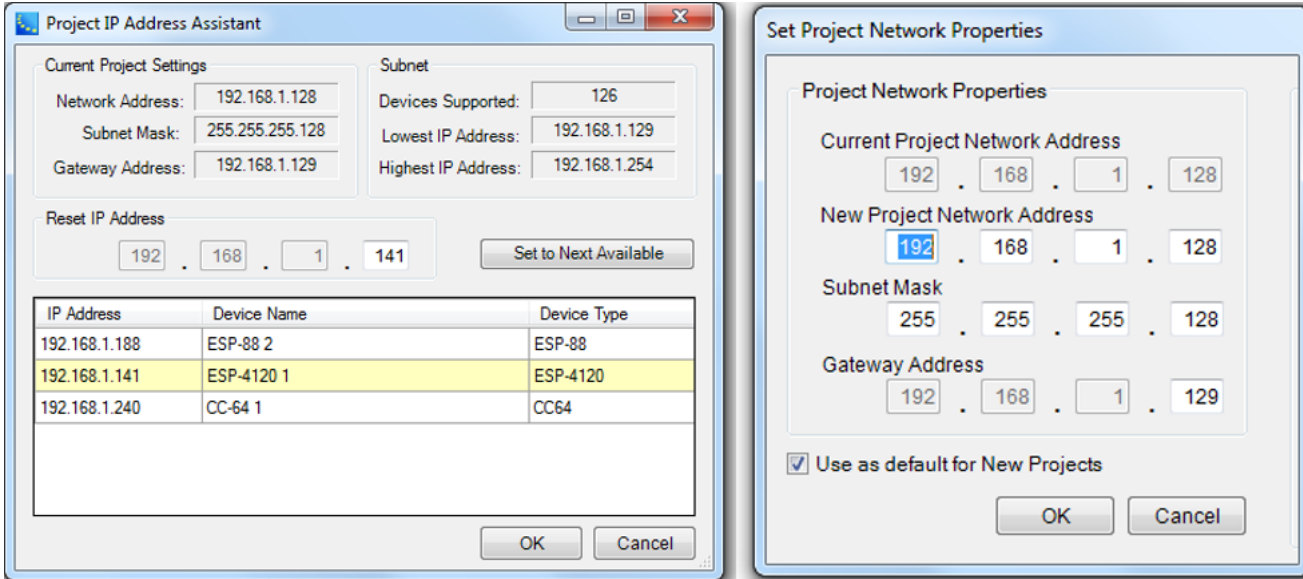 Project IP Address Assistant
Current Project Settings
Network Address: 192.168.1.128
Subnet Mask: 255.255.255.128
Gateway Address: 192.168.1.129
Subnet
Devices Supported: 126
Lowest IP Address: 192.168.1.129
Highest IP Address: 192.168.1.254
Reset IP Address
192 . 168 . 1 . 141
Set to Next Available
IP Address Device Name Device Type
192.168.1.188 ESP-88 2 ESP-88
192.168.1.141 ESP-4120 1 ESP-4120
192.168.1.240 CC-64 1 CC64
OK Cancel
Set Project Network Properties
Project Network Properties
Current Project Network Address
192 . 168 . 1 . 128
New Project Network Address
192 . 168 . 1 . 128
Subnet Mask
255 . 255 . 255 . 128
Gateway Address
192 . 168 . 1 . 129
Use as default for New Projects
OK Cancel